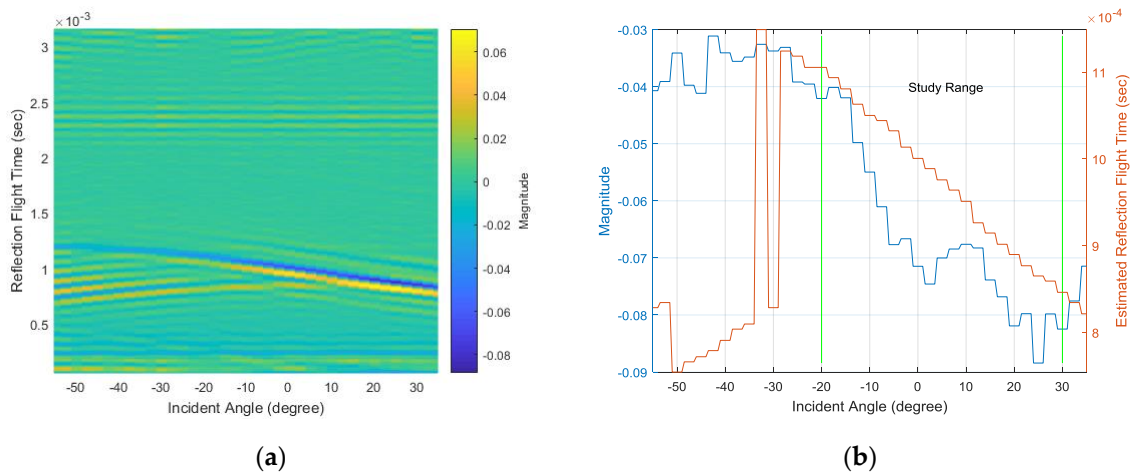 ×10⁻³
3
2.5
2
1.5
1
0.5
Reflection Flight Time (sec)
-50 -40 -30 -20 -10 0 10 20 30
Incident Angle (degree)
0.06
0.04
0.02
0
-0.02
-0.04
-0.06
-0.08
Magnitude
(a)
-0.03
-0.04
-0.05
-0.06
-0.07
-0.08
-0.09
Magnitude
Study Range
-50 -40 -30 -20 -10 0 10 20 30
Incident Angle (degree)
×10⁻⁴
11
10
9
8
Estimated Reflection Flight Time (sec)
(b)